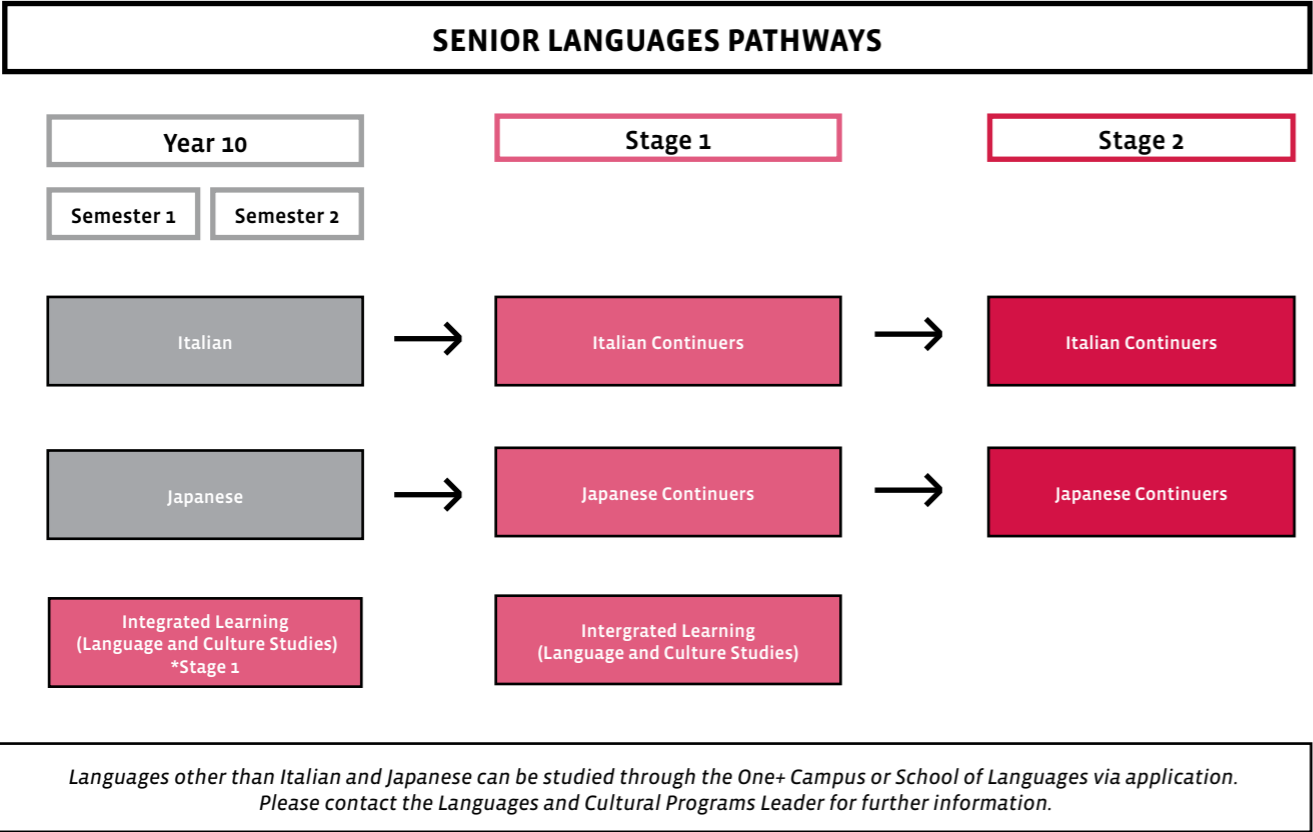 SENIOR LANGUAGES PATHWAYS
Year 10
Stage 1
Stage 2
Semester 1
Semester 2
Italian
Italian Continuers
Italian Continuers
Japanese
Japanese Continuers
Japanese Continuers
Integrated Learning
(Language and Culture Studies)
*Stage 1
Intergrated Learning
(Language and Culture Studies)
Languages other than Italian and Japanese can be studied through the One+ Campus or School of Languages via application.
Please contact the Languages and Cultural Programs Leader for further information.